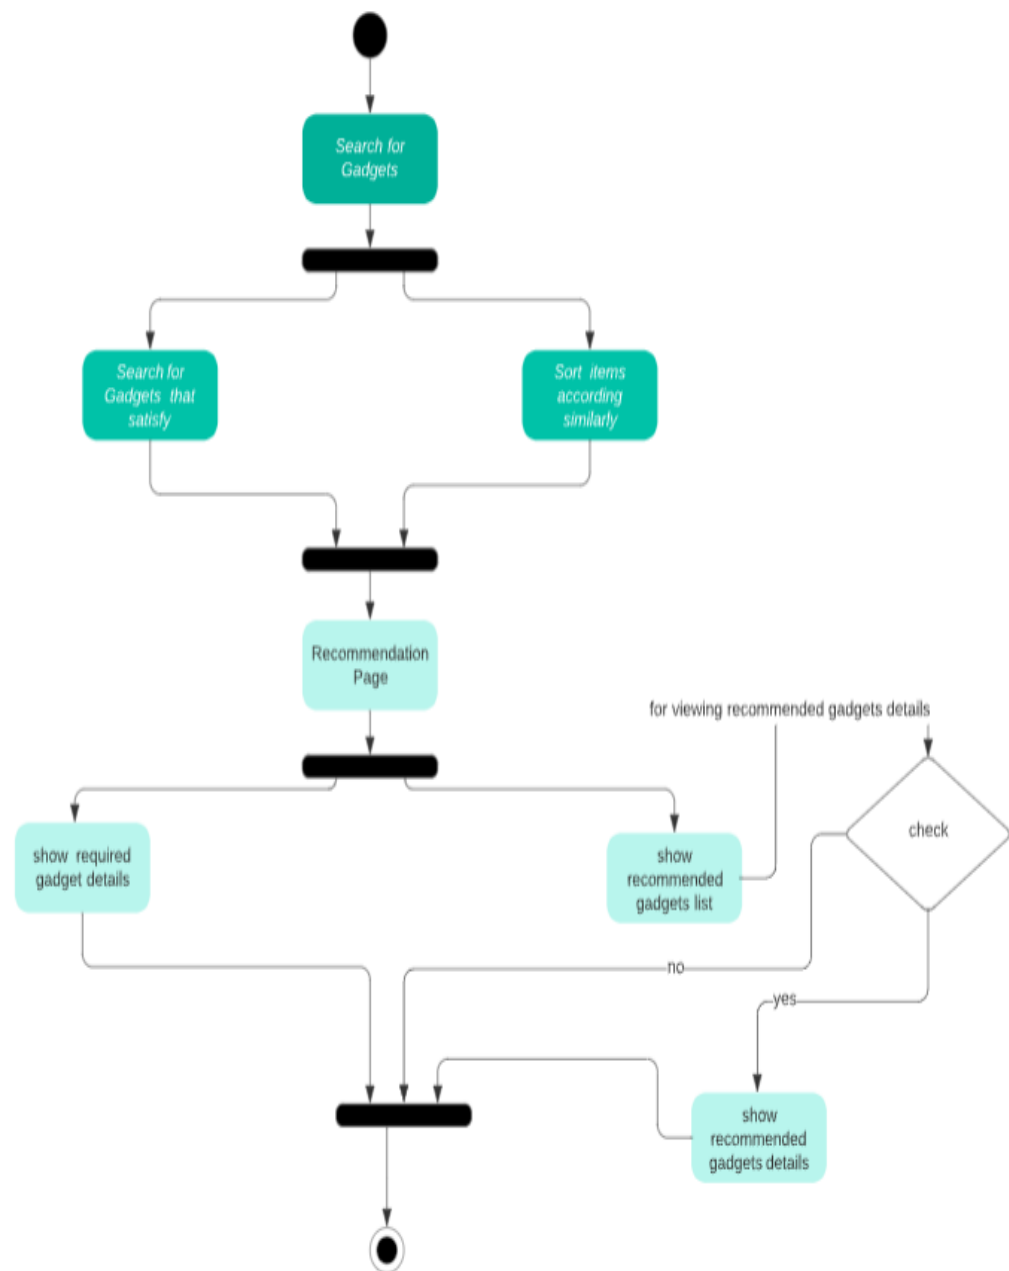 Search for
Gadgets
Search for
Gadgets that
satisfy
Sort items
according
similarly
Recommendation
Page
for viewing recommended gadgets details
check
show required
gadget details
show
recommended
gadgets list
no
yes
show
recommended
gadgets details